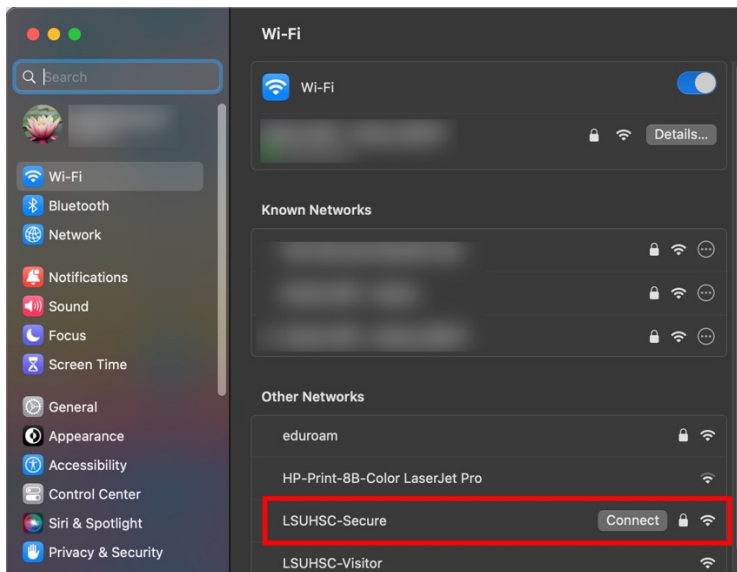 Search
Wi-Fi
Bluetooth
Network
Notifications
Sound
Focus
Screen Time
General
Appearance
Accessibility
Control Center
Siri & Spotlight
Privacy & Security
Wi-Fi
Wi-Fi
Details...
Known Networks
Other Networks
eduroam
HP-Print-8B-Color LaserJet Pro
LSUHSC-Secure Connect
LSUHSC-Visitor